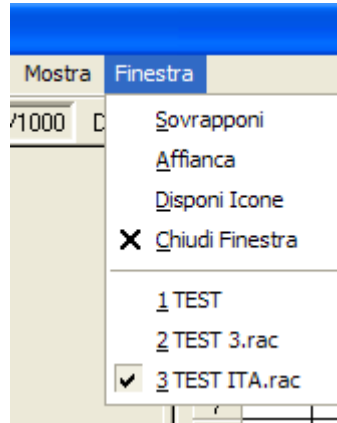 Mostra Finestra
/1000
Sovrapponi
Affianca
Disponi Icone
Chiudi Finestra
1 TEST
2 TEST 3.rac
3 TEST ITA.rac
7